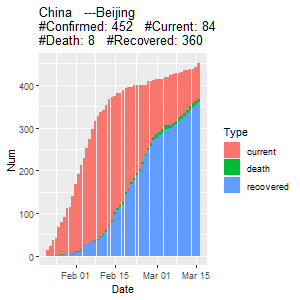 China   ---Beijing
#Confirmed: 452   #Current: 84
#Death: 8   #Recovered: 360
400
300
200
100
0
Num
Feb 01
Feb 15
Mar 01
Mar 15
Date
Type
current
death
recovered